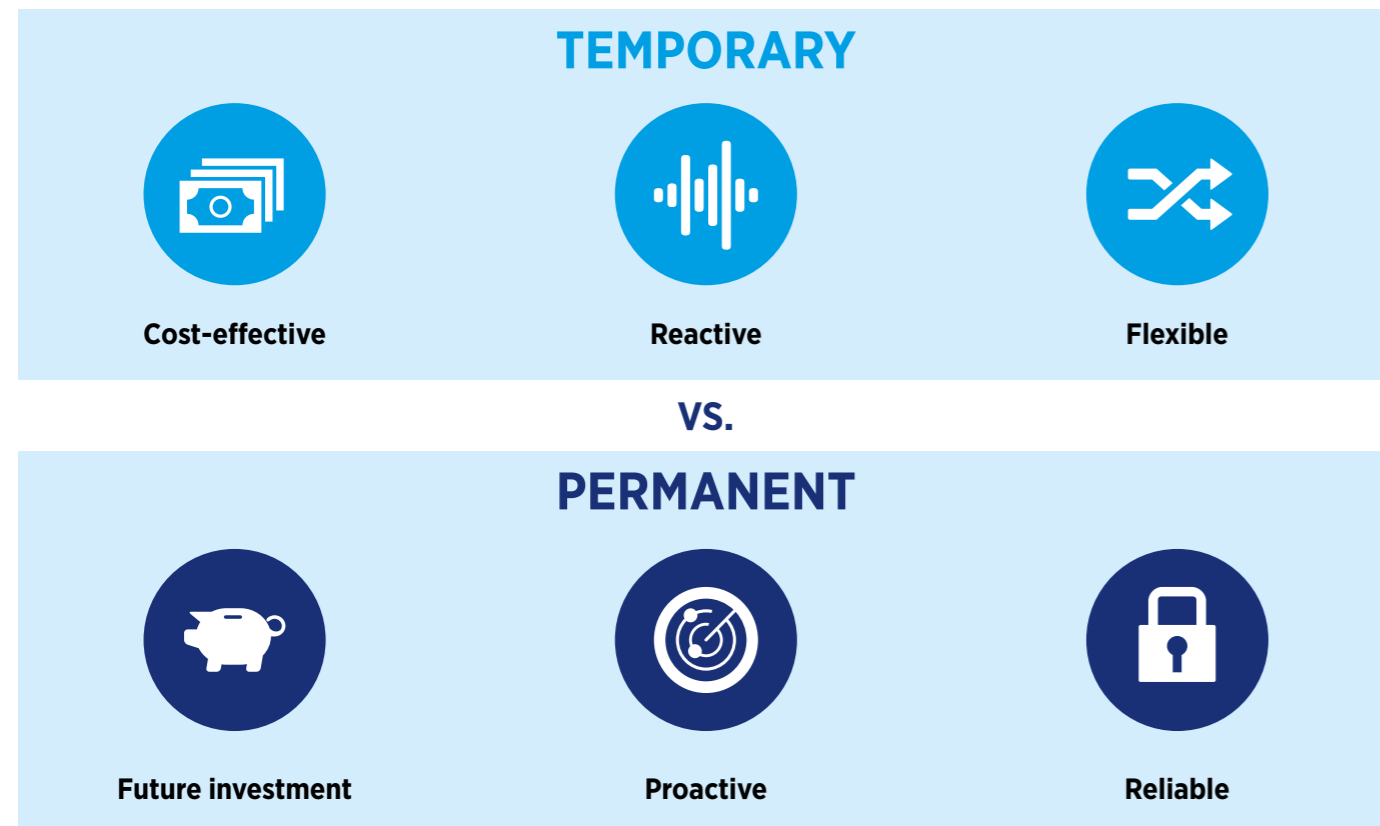 TEMPORARY
Cost-effective
Reactive
Flexible
VS.
PERMANENT
Future investment
Proactive
Reliable